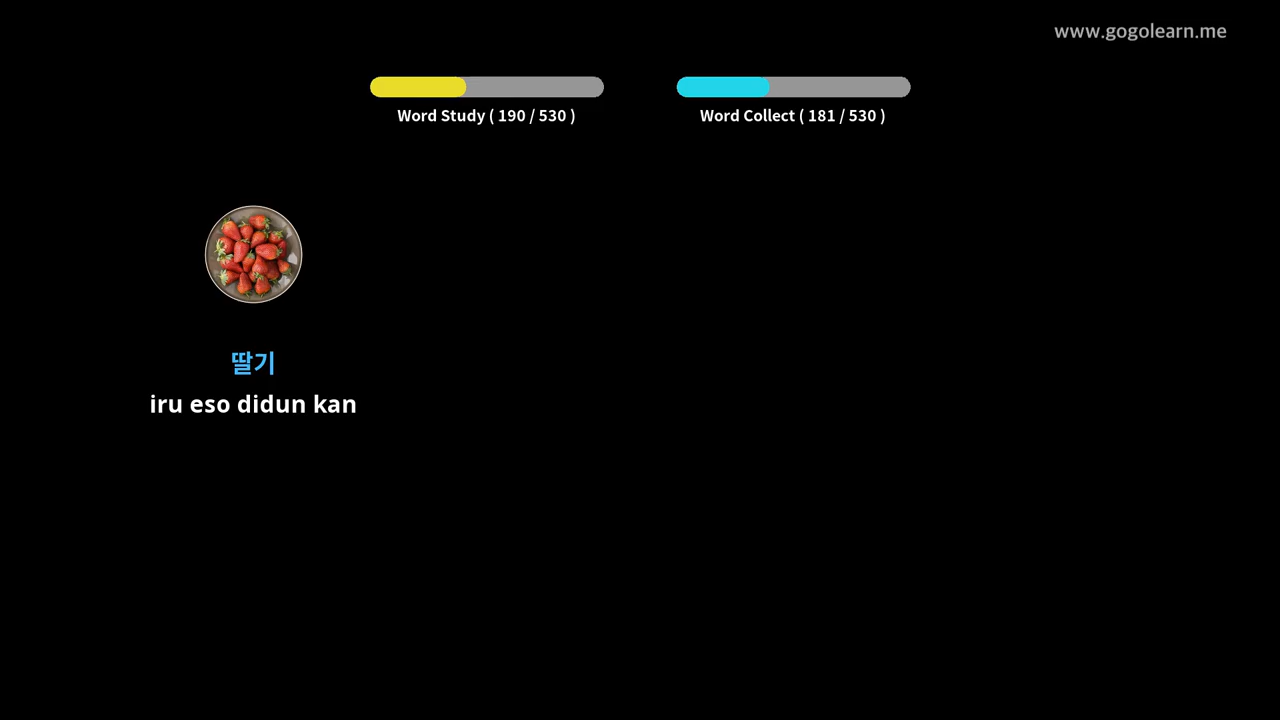 www.gogolearn.me
Word Study ( 190 / 530 )
Word Collect ( 181 / 530 )
딸기
iru eso didun kan